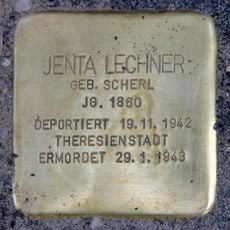 JENTA LECHNER
GEB. SCHERL
JG. 1860
DEPORTIERT 19.11.1942
THERESIENSTADT
ERMORDET 29.1.1943